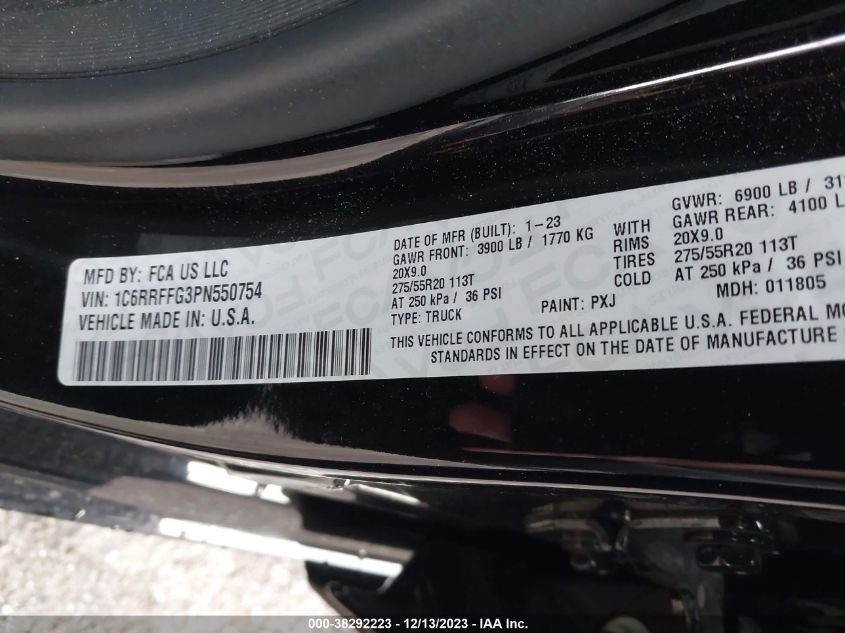 MFD BY: FCA US LLC
VIN: 1C6RRFFG3PN550754
VEHICLE MADE IN: U.S.A.
DATE OF MFR (BUILT): 1-23
GAWR FRONT: 3900 LB / 1770 KG
20X9.0
275/55R20 113T
AT 250 kPa / 36 PSI
TYPE: TRUCK
WITH
RIMS
TIRES
PAINT: PXJ
GVWR: 6900 LB /
GAWR REAR: 4100
20X9.0
275/55R20 113T
AT 250 kPa / 36 PSI
MDH: 011805
THIS VEHICLE CONFORMS TO ALL APPLICABLE U.S.A. FEDERAL
STANDARDS IN EFFECT ON THE DATE OF MANUFACTURE
000-38292223 - 12/13/2023 - IAA Inc.